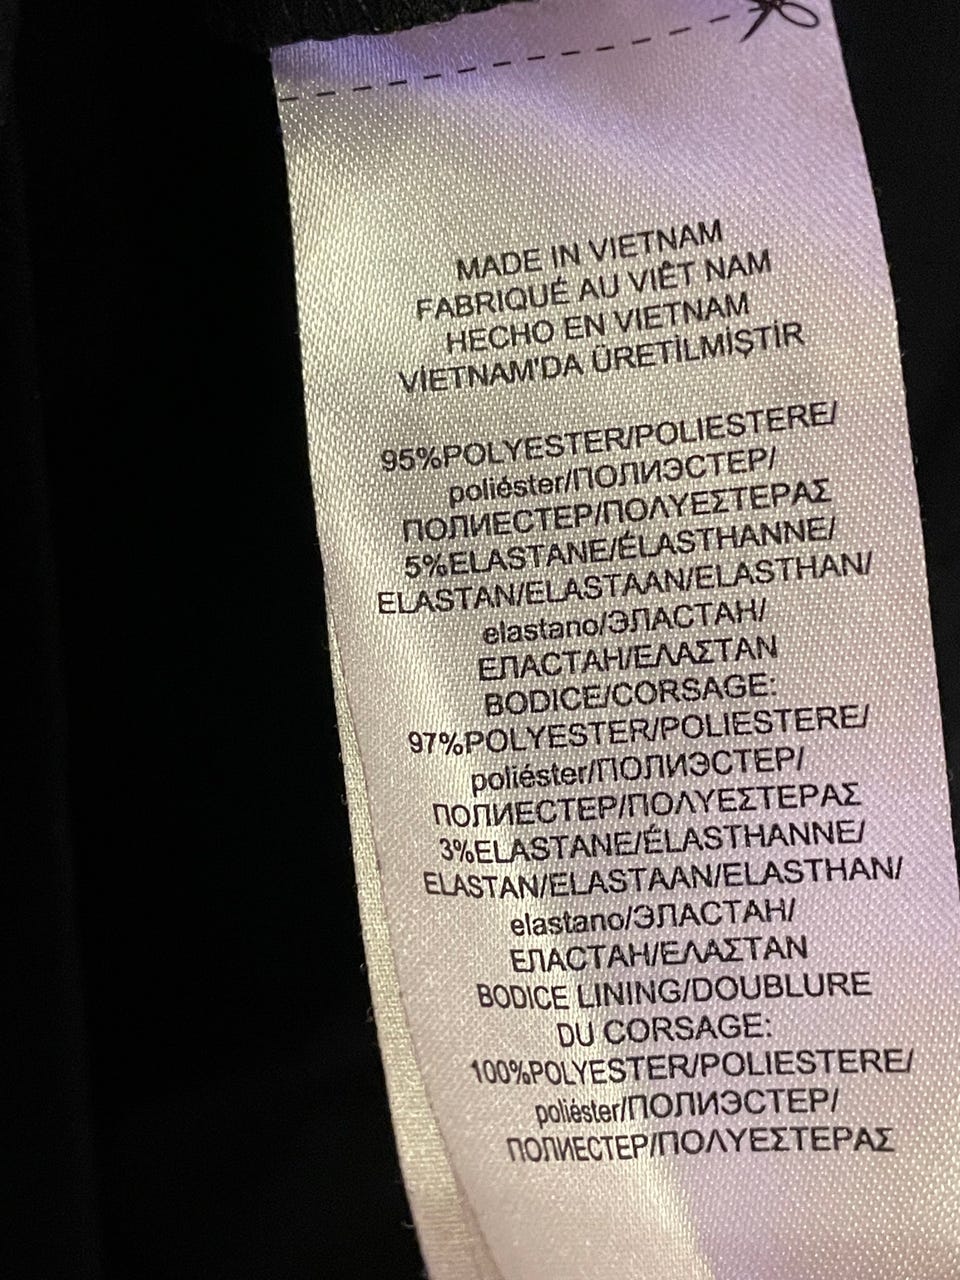 MADE IN VIETNAM
FABRIQUÉ AU VIÊT NAM
HECHO EN VIETNAM
VİETNAM'DA ÜRETİLMİŞTİR
95%POLYESTER/POLIESTERE/
poliéster/ПОЛИЭСТЕР/
ПОЛИЕСТЕР/ΠΟΛΥΕΣΤΕΡΑΣ
5%ELASTANE/ÉLASTHANNE/
ELASTAN/ELASTAAN/ELASTHAN/
elastano/ЭЛАСТАН/
ЕЛАСТАН/ΕΛΑΣΤΑΝ
BODICE/CORSAGE:
97%POLYESTER/POLIESTERE/
poliéster/ПОЛИЭСТЕР/
ПОЛИЕСТЕР/ΠΟΛΥΕΣΤΕΡΑΣ
3%ELASTANE/ÉLASTHANNE/
ELASTAN/ELASTAAN/ELASTHAN/
elastano/ЭЛАСТАН/
ЕЛАСТАН/ΕΛΑΣΤΑΝ
BODICE LINING/DOUBLURE
DU CORSAGE:
100%POLYESTER/POLIESTERE/
poliéster/ПОЛИЭСТЕР/
ПОЛИЕСТЕР/ΠΟΛΥΕΣΤΕΡΑΣ